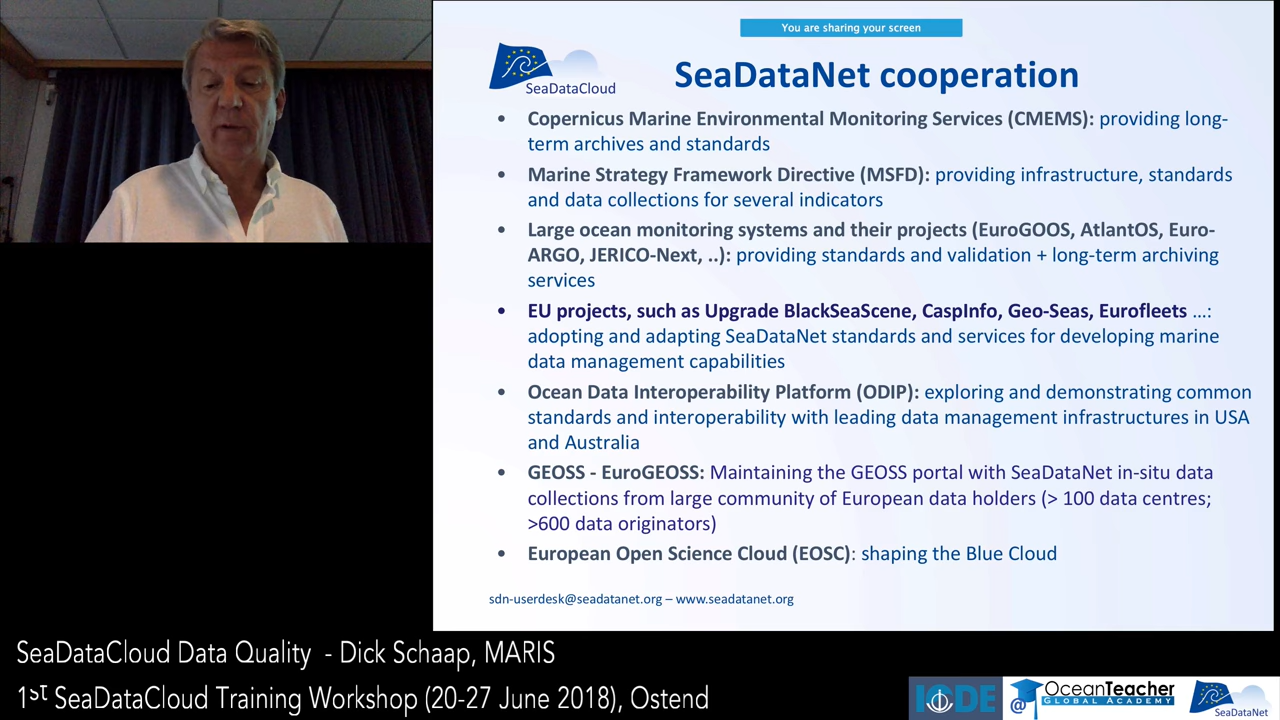 You are sharing your screen
SeaDataCloud
SeaDataNet cooperation
• Copernicus Marine Environmental Monitoring Services (CMEMS): providing long-
term archives and standards
• Marine Strategy Framework Directive (MSFD): providing infrastructure, standards
and data collections for several indicators
• Large ocean monitoring systems and their projects (EuroGOOS, AtlantOS, Euro-
ARGO, JERICO-Next, ..): providing standards and validation + long-term archiving
services
• EU projects, such as Upgrade BlackSeaScene, CaspInfo, Geo-Seas, Eurofleets ...:
adopting and adapting SeaDataNet standards and services for developing marine
data management capabilities
• Ocean Data Interoperability Platform (ODIP): exploring and demonstrating common
standards and interoperability with leading data management infrastructures in USA
and Australia
• GEOSS - EuroGEOSS: Maintaining the GEOSS portal with SeaDataNet in-situ data
collections from large community of European data holders (> 100 data centres;
>600 data originators)
• European Open Science Cloud (EOSC): shaping the Blue Cloud
sdn-userdesk@seadatanet.org – www.seadatanet.org
SeaDataCloud Data Quality - Dick Schaap, MARIS
1st SeaDataCloud Training Workshop (20-27 June 2018), Ostend
IODE
@
OceanTeacher
GLOBAL ACADEMY
SeaDataNet